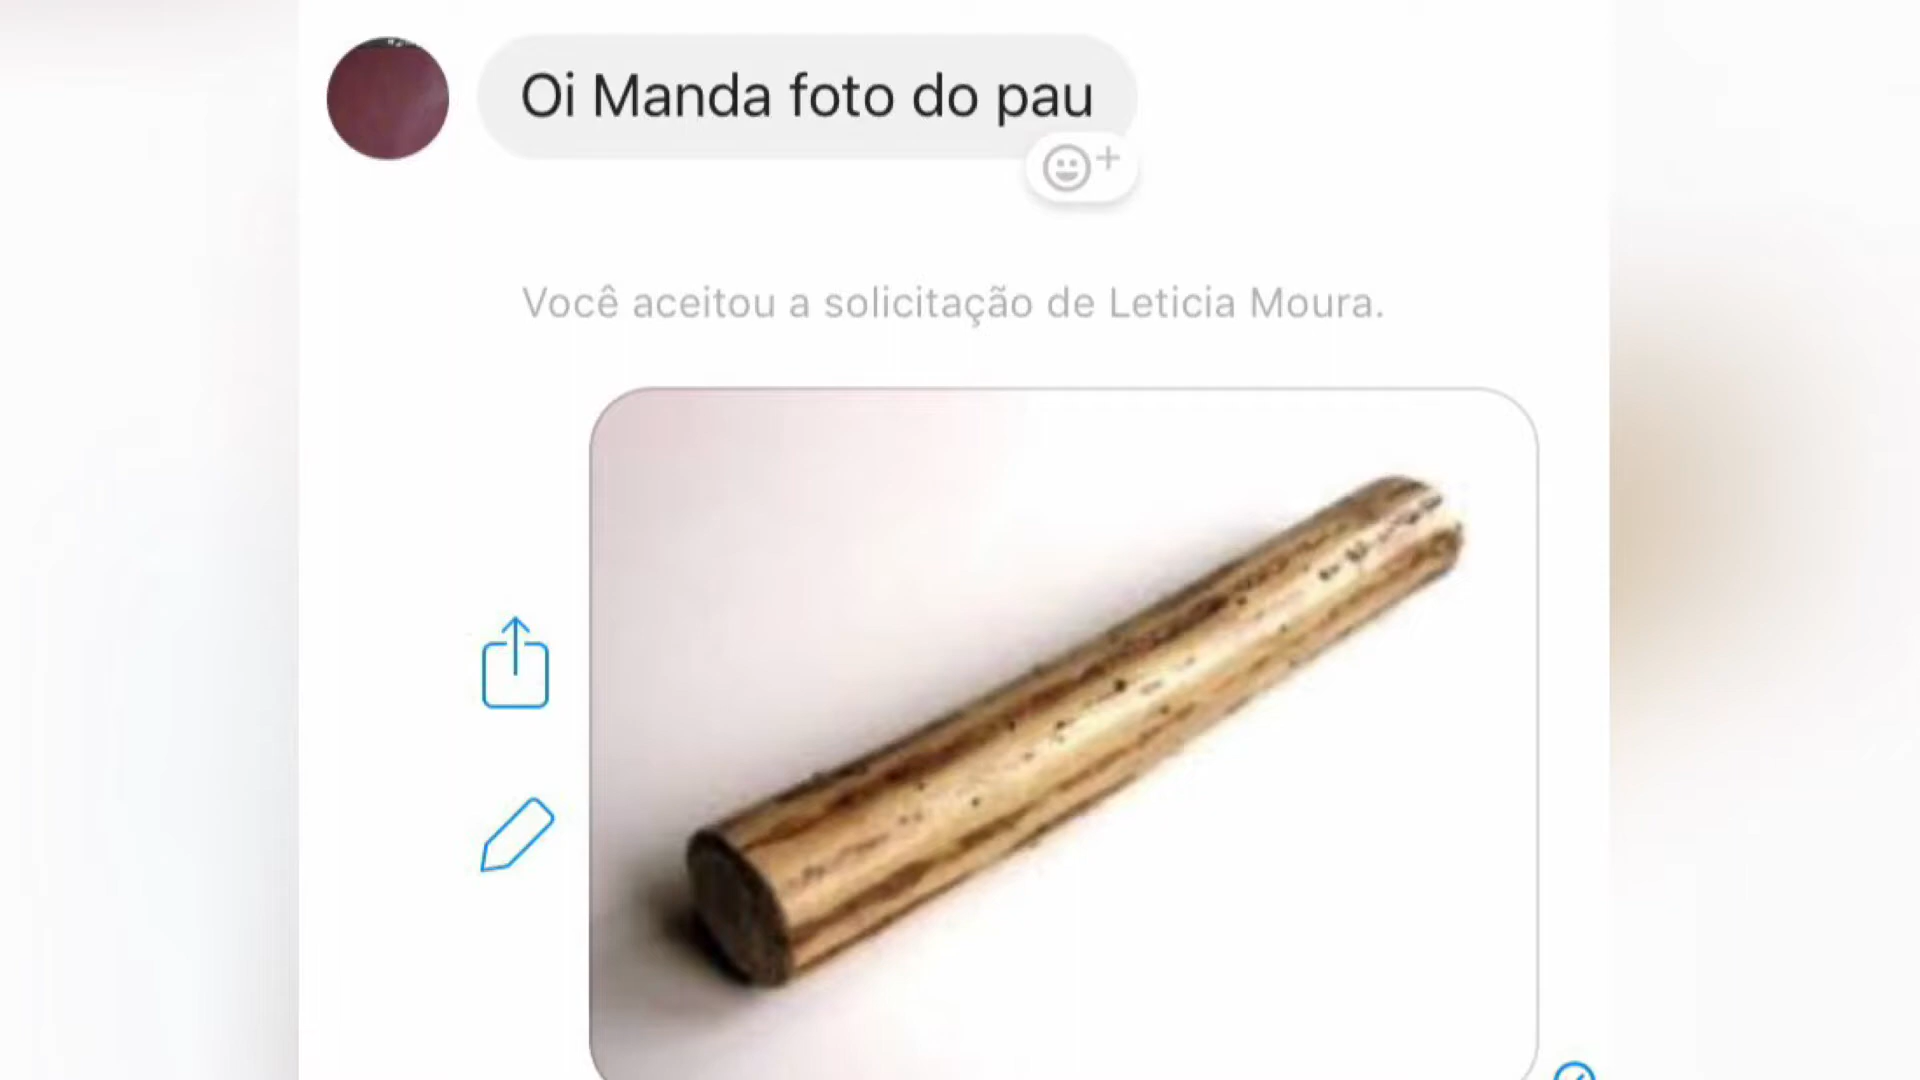 Oi Manda foto do pau
Você aceitou a solicitação de Leticia Moura.